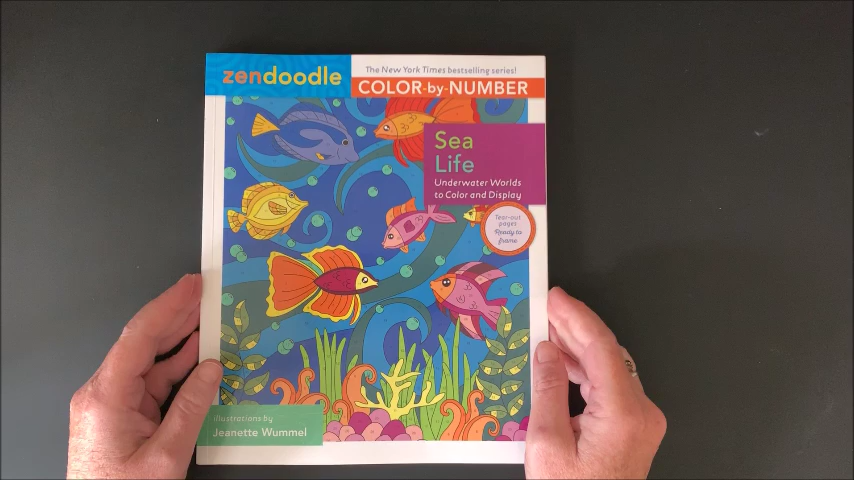 zendoodle
The New York Times bestselling series!
COLOR-by-NUMBER
Sea
Life
Underwater Worlds
to Color and Display
Tear-out
pages
Ready to
frame
illustrations by
Jeanette Wummel